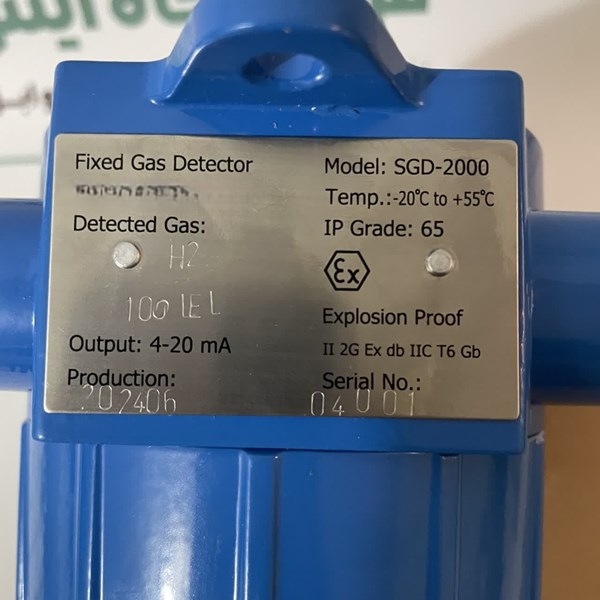 Fixed Gas Detector
Detected Gas:
H2
100 LEL
Output: 4-20 mA
Production:
202406
Model: SGD-2000
Temp.:-20°C to +55°C
IP Grade: 65
Ex
Explosion Proof
II 2G Ex db IIC T6 Gb
Serial No.:
04001